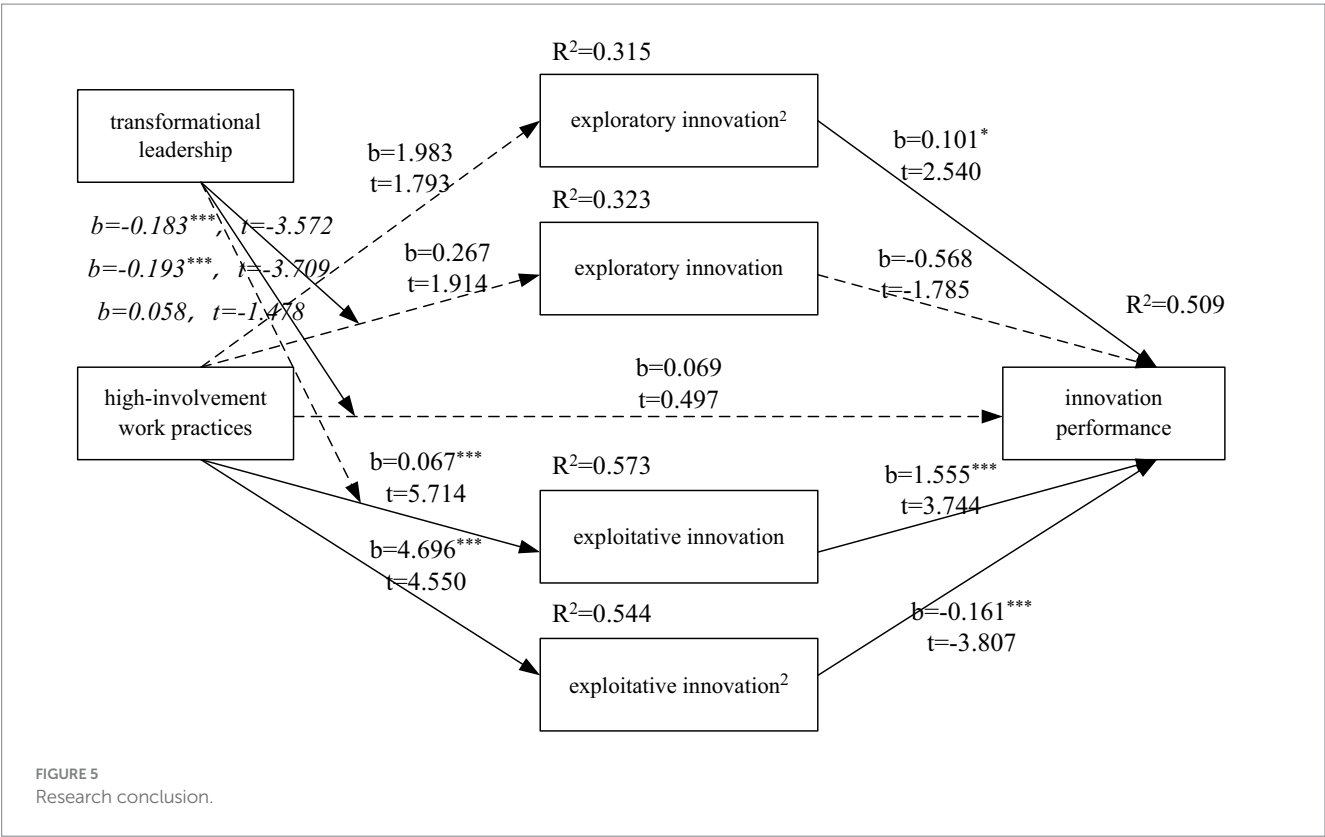 R²=0.315
transformational
leadership
exploratory innovation²
b=1.983
t=1.793
b=0.101*
t=2.540
R²=0.323
b=-0.183***, t=-3.572
b=-0.193***, t=-3.709
b=0.058, t=-1.478
b=0.267
t=1.914
exploratory innovation
b=-0.568
t=-1.785
R²=0.509
high-involvement
work practices
b=0.069
t=0.497
innovation
performance
b=0.067***
t=5.714
R²=0.573
exploitative innovation
b=1.555***
t=3.744
b=4.696***
t=4.550
R²=0.544
exploitative innovation²
b=-0.161***
t=-3.807
FIGURE 5
Research conclusion.